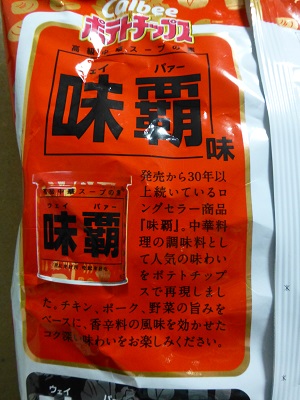 Calbee
ポテトチップス
高級中華スープの素
ウェイ パァー
味覇味
高級中華スープの素
ウェイ パァー
味覇
発売から30年以
上続いているロ
ングセラー商品
『味覇』。中華料
理の調味料とし
て人気の味わい
をポテトチップ
スで再現しまし
た。チキン、ポーク、野菜の旨みを
ベースに、香辛料の風味を効かせた
コク深い味わいをお楽しみください。
ウェイ パァー
K
K